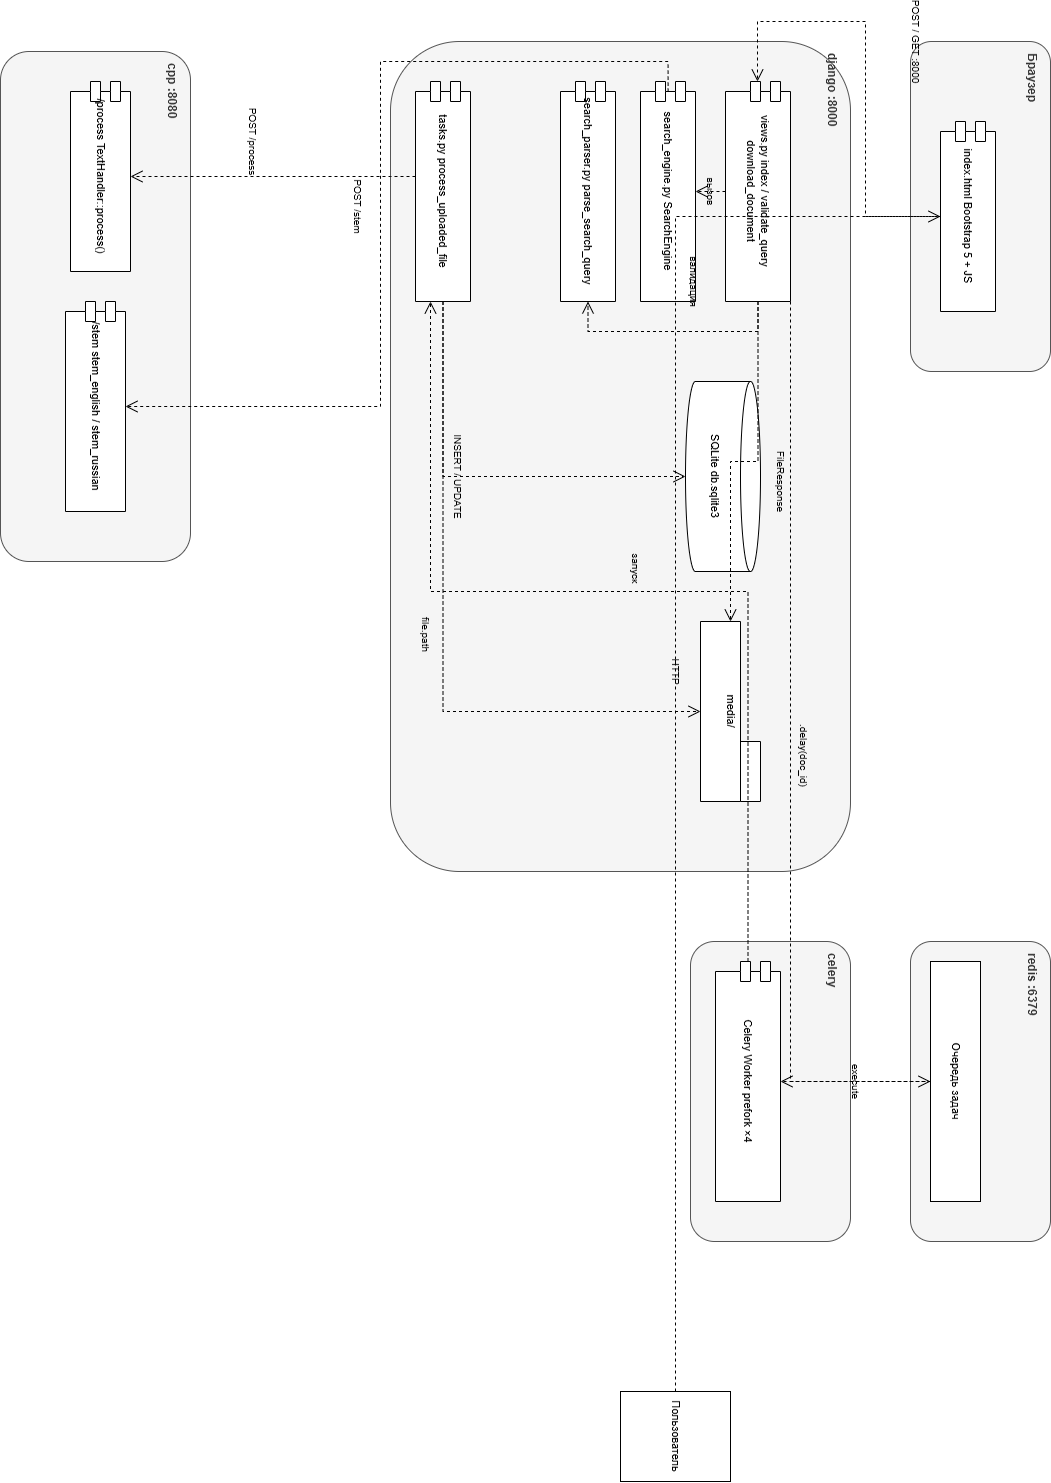 Браузер
index.html Bootstrap 5 + JS
POST / GET :8000
django :8000
views.py index / validate_query
download_document
вызов
search_engine.py SearchEngine
валидация
search_parser.py parse_search_query
tasks.py process_uploaded_file
SQLite db.sqlite3
FileResponse
INSERT / UPDATE
запуск
file.path
HTTP
media/
.delay(doc_id)
cpp :8080
/process TextHandler::process()
POST /process
POST /stem
/stem stem_english / stem_russian
redis :6379
Очередь задач
execute
celery
Celery Worker prefork ×4
Пользователь